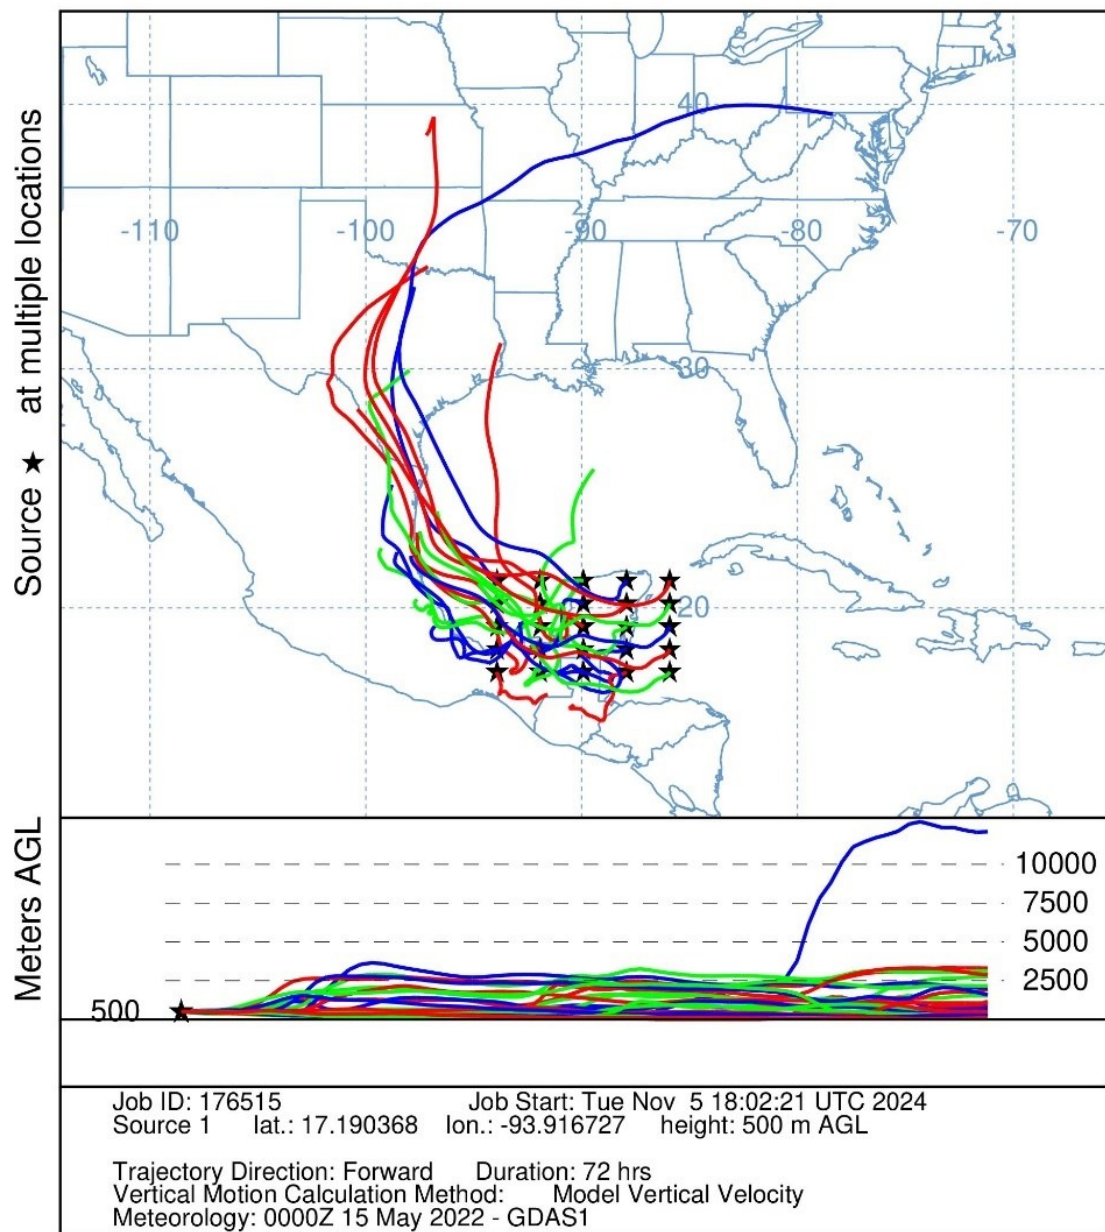 Source ★ at multiple locations
40
-110
-100
-90
-80
-70
30
20
Meters AGL
10000
7500
5000
2500
500
Job ID: 176515 Job Start: Tue Nov 5 18:02:21 UTC 2024
Source 1 lat.: 17.190368 lon.: -93.916727 height: 500 m AGL
Trajectory Direction: Forward Duration: 72 hrs
Vertical Motion Calculation Method: Model Vertical Velocity
Meteorology: 0000Z 15 May 2022 - GDAS1